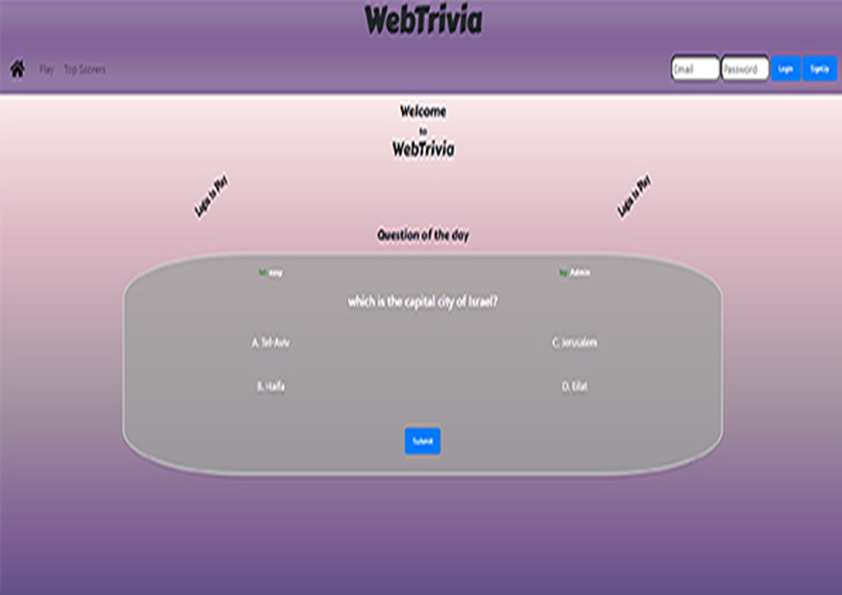 WebTrivia
Play Top Scorers Email Password Login SignUp
Welcome
to
WebTrivia
Login to Play! Login to Play!
Question of the day
lvl: easy by: Admin
which is the capital city of Israel?
A. Tel-Aviv C. Jerusalem
B. Haifa D. Eilat
Submit